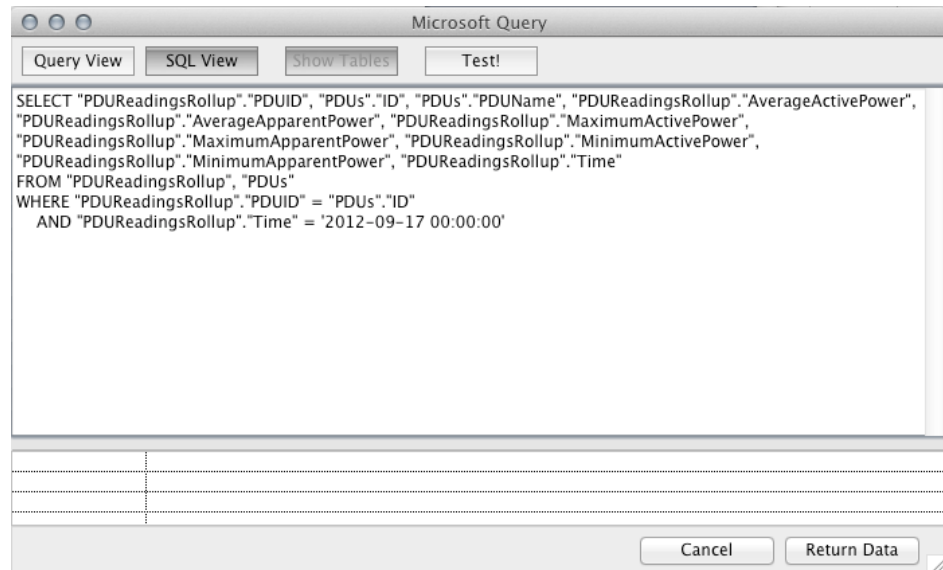 Microsoft Query
Query View SQL View Show Tables Test!
SELECT "PDUReadingsRollup"."PDUID", "PDUs"."ID", "PDUs"."PDUName", "PDUReadingsRollup"."AverageActivePower",
"PDUReadingsRollup"."AverageApparentPower", "PDUReadingsRollup"."MaximumActivePower",
"PDUReadingsRollup"."MaximumApparentPower", "PDUReadingsRollup"."MinimumActivePower",
"PDUReadingsRollup"."MinimumApparentPower", "PDUReadingsRollup"."Time"
FROM "PDUReadingsRollup", "PDUs"
WHERE "PDUReadingsRollup"."PDUID" = "PDUs"."ID"
AND "PDUReadingsRollup"."Time" = '2012-09-17 00:00:00'
Cancel Return Data